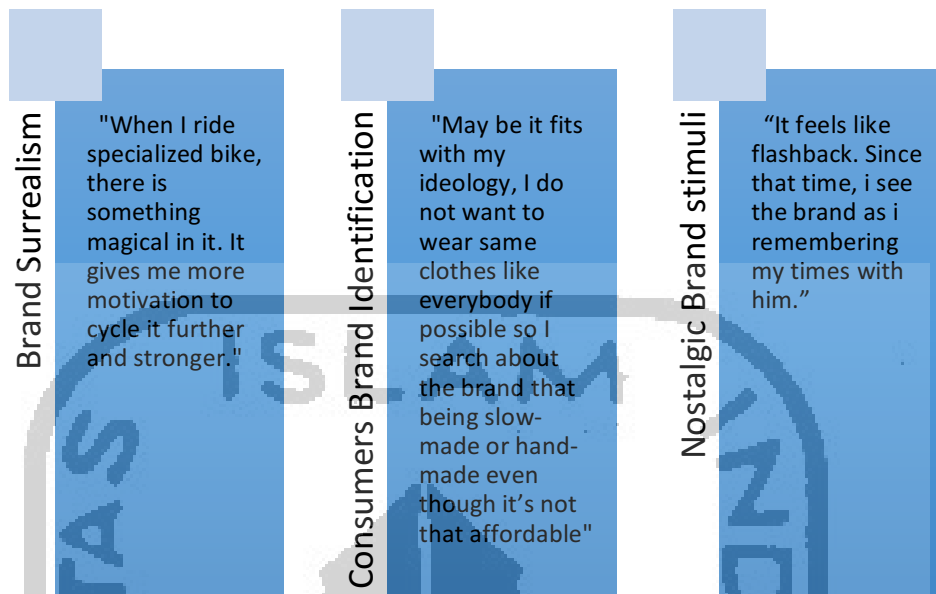 Brand Surrealism
"When I ride
specialized bike,
there is
something
magical in it. It
gives me more
motivation to
cycle it further
and stronger."
Consumers Brand Identification
"May be it fits
with my
ideology, I do
not want to
wear same
clothes like
everybody if
possible so I
search about
the brand that
being slow-
made or hand-
made even
though it's not
that affordable"
Nostalgic Brand stimuli
“It feels like
flashback. Since
that time, i see
the brand as i
remembering
my times with
him.”
ISLAM
TAS
INDO